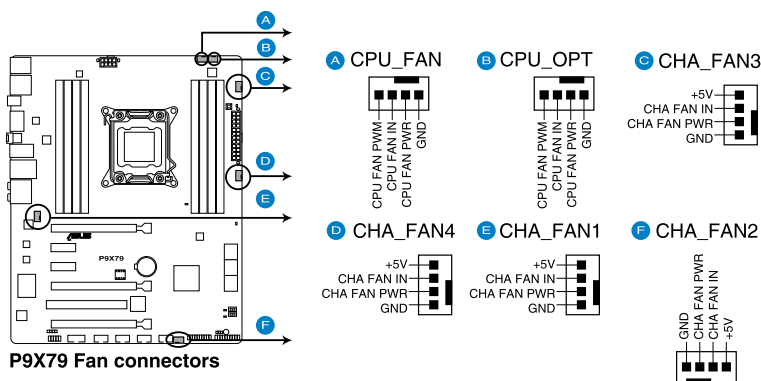 A
B
C
D
E
F
ASUS
P9X79
P9X79 Fan connectors
A CPU_FAN
CPU FAN PWM
CPU FAN IN
CPU FAN PWR
GND
B CPU_OPT
CPU FAN PWM
CPU FAN IN
CPU FAN PWR
GND
C CHA_FAN3
+5V
CHA FAN IN
CHA FAN PWR
GND
D CHA_FAN4
+5V
CHA FAN IN
CHA FAN PWR
GND
E CHA_FAN1
+5V
CHA FAN IN
CHA FAN PWR
GND
F CHA_FAN2
GND
CHA FAN PWR
CHA FAN IN
+5V